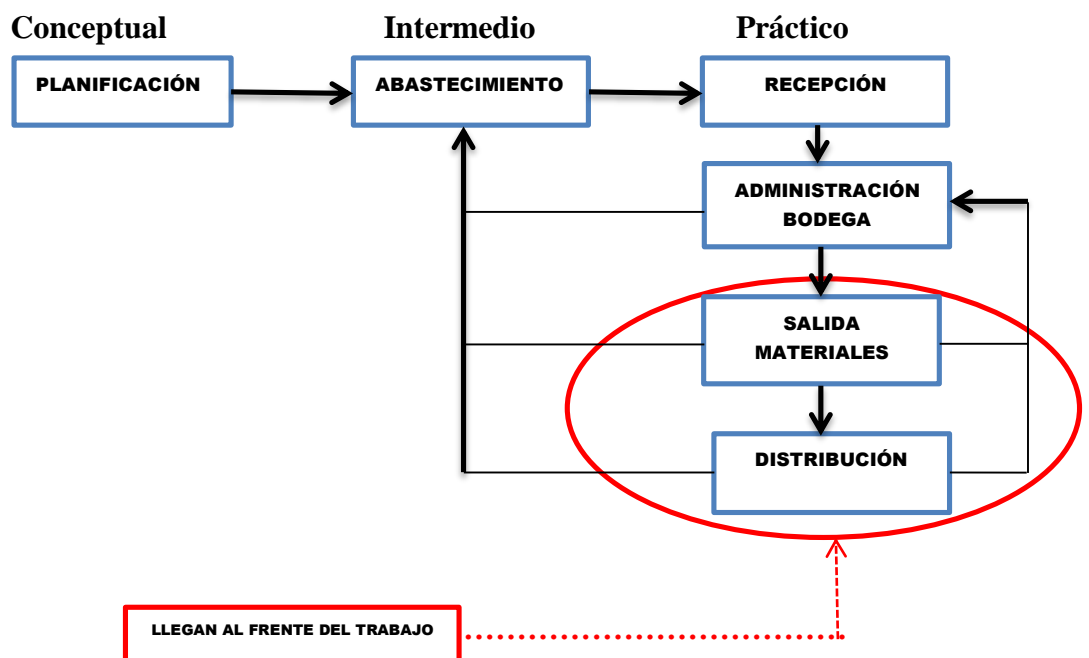 Conceptual
Intermedio
Práctico
PLANIFICACIÓN
ABASTECIMIENTO
RECEPCIÓN
ADMINISTRACIÓN
BODEGA
SALIDA
MATERIALES
DISTRIBUCIÓN
LLEGAN AL FRENTE DEL TRABAJO